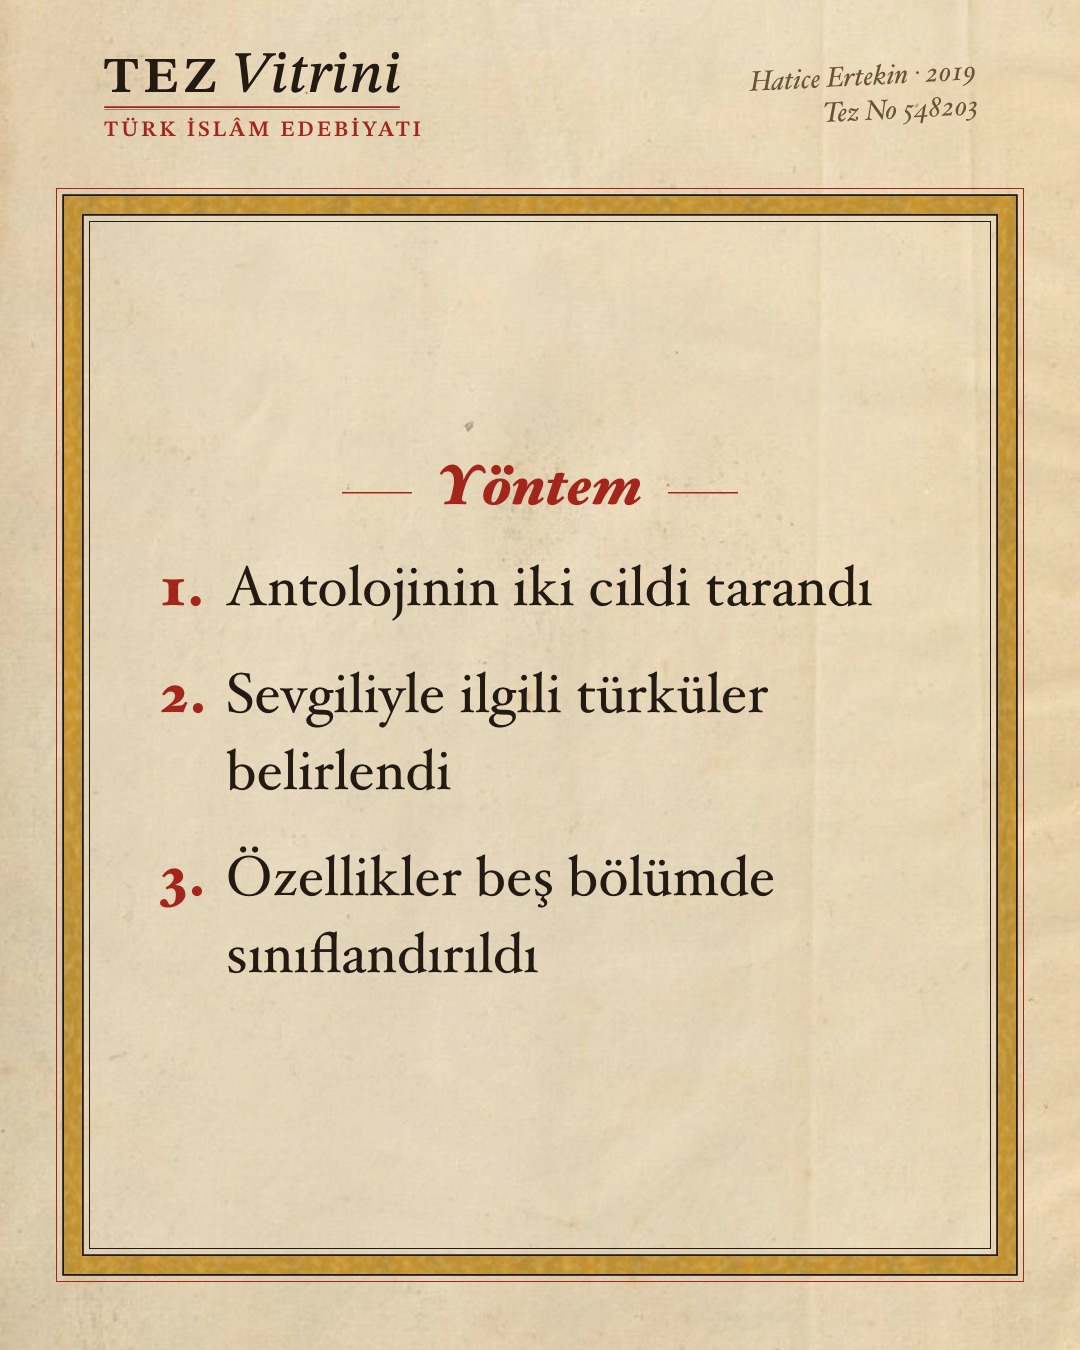 TEZ Vitrini
TÜRK İSLÂM EDEBİYATI
Hatice Ertekin · 2019
Tez No 548203
Yöntem
1. Antolojinin iki cildi tarandı
2. Sevgiliyle ilgili türküler
belirlendi
3. Özellikler beş bölümde
sınıflandırıldı